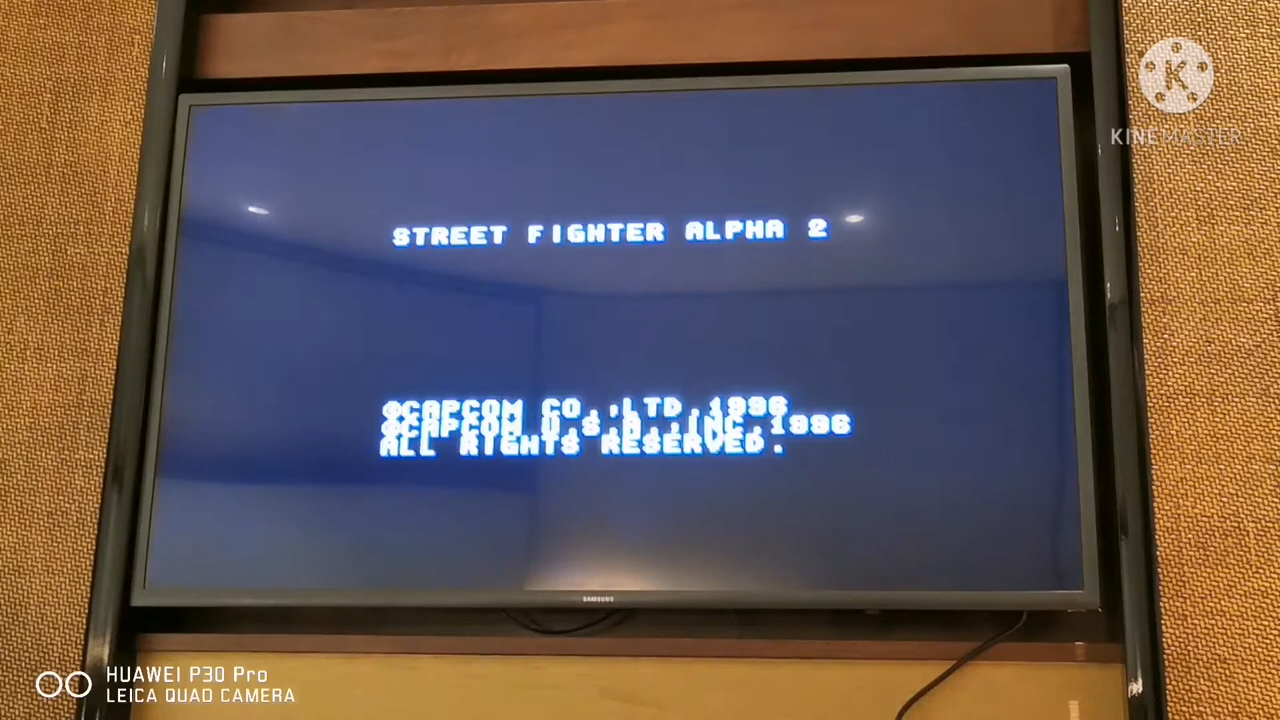 K
KINEMASTER
STREET FIGHTER ALPHA 2
©CAPCOM CO.,LTD.1996
©CAPCOM U.S.A.,INC.1996
ALL RIGHTS RESERVED.
SAMSUNG
HUAWEI P30 Pro
LEICA QUAD CAMERA